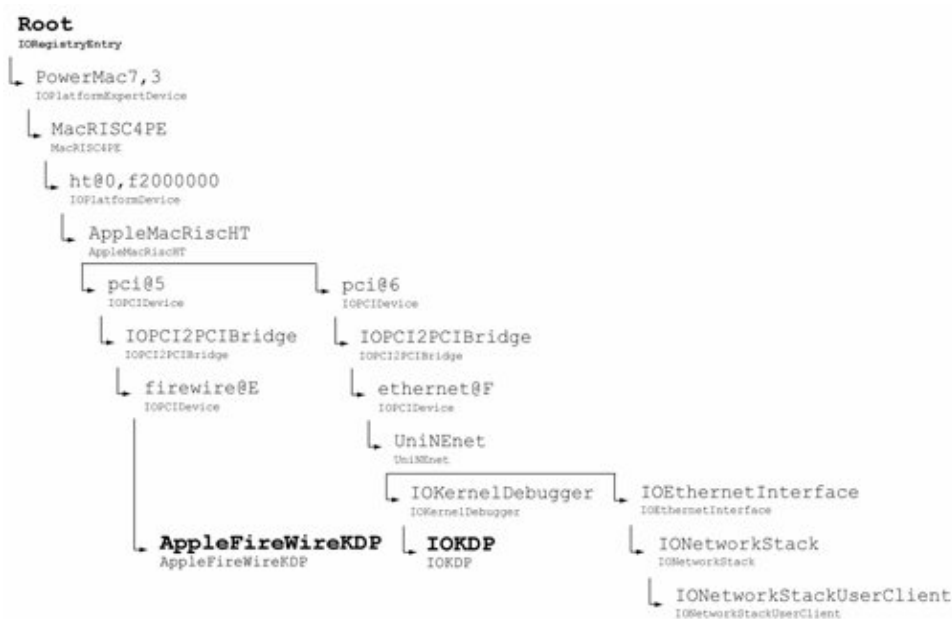 Root
IORegistryEntry
PowerMac7,3
IOPlatformExpertDevice
MacRISC4PE
MacRISC4PE
ht@0,f2000000
IOPlatformDevice
AppleMacRiscHT
AppleMacRiscHT
pci@5 pci@6
IOPCIDevice IOPCIDevice
IOPCI2PCIBridge IOPCI2PCIBridge
IOPCI2PCIBridge IOPCI2PCIBridge
firewire@E ethernet@F
IOPCIDevice IOPCIDevice
UniNEnet
UniNEnet
IOKernelDebugger IOEthernetInterface
IOKernelDebugger IOEthernetInterface
AppleFireWireKDP IOKDP IONetworkStack
AppleFireWireKDP IOKDP IONetworkStack
IONetworkStackUserClient
IONetworkStackUserClient